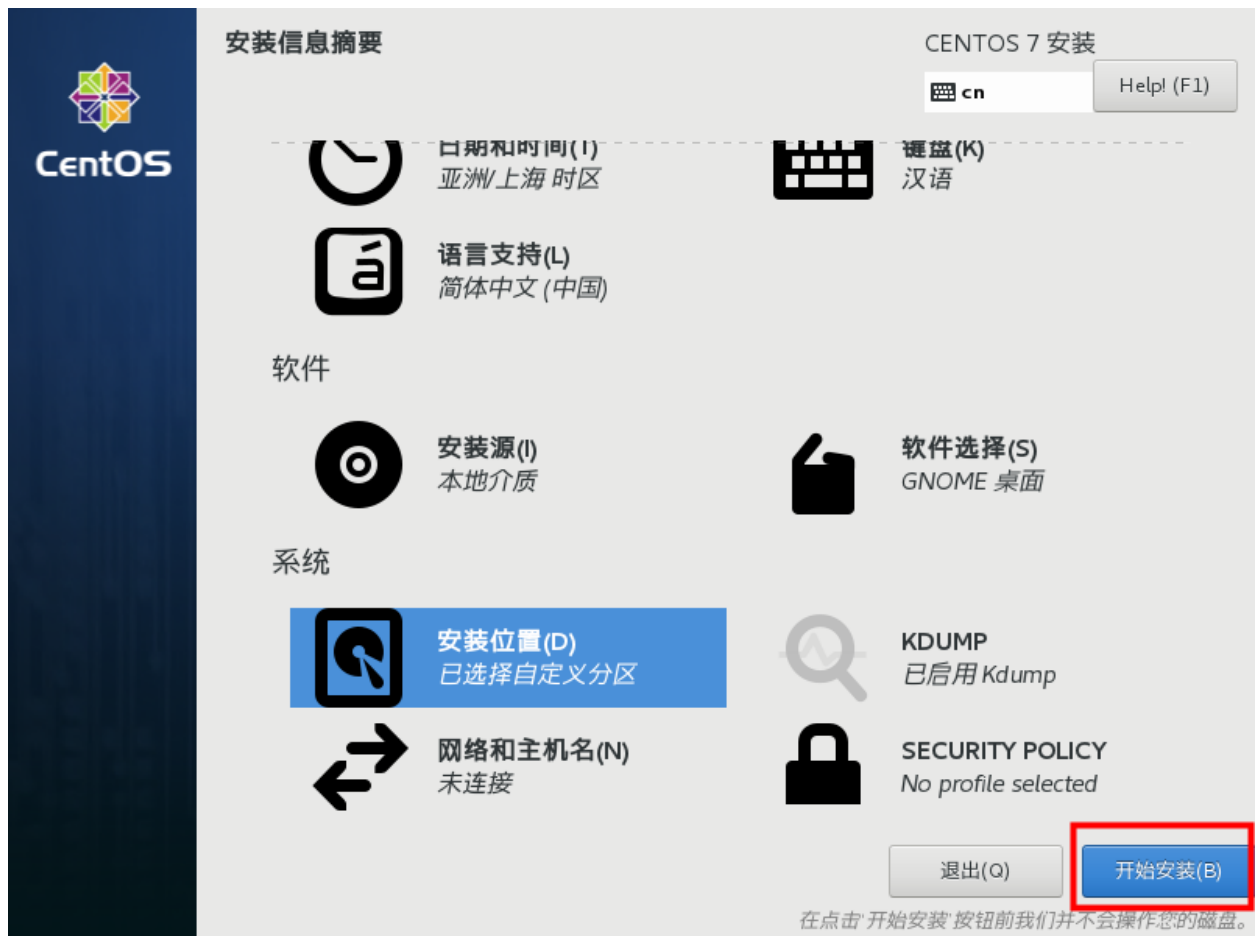 安装信息摘要
CENTOS 7 安装
cn
Help! (F1)
CentOS
日期和时间(T)
亚洲/上海 时区
键盘(K)
汉语
语言支持(L)
简体中文 (中国)
软件
安装源(I)
本地介质
软件选择(S)
GNOME 桌面
系统
安装位置(D)
已选择自定义分区
KDUMP
已启用 Kdump
网络和主机名(N)
未连接
SECURITY POLICY
No profile selected
退出(Q)
开始安装(B)
在点击'开始安装'按钮前我们并不会操作您的磁盘。